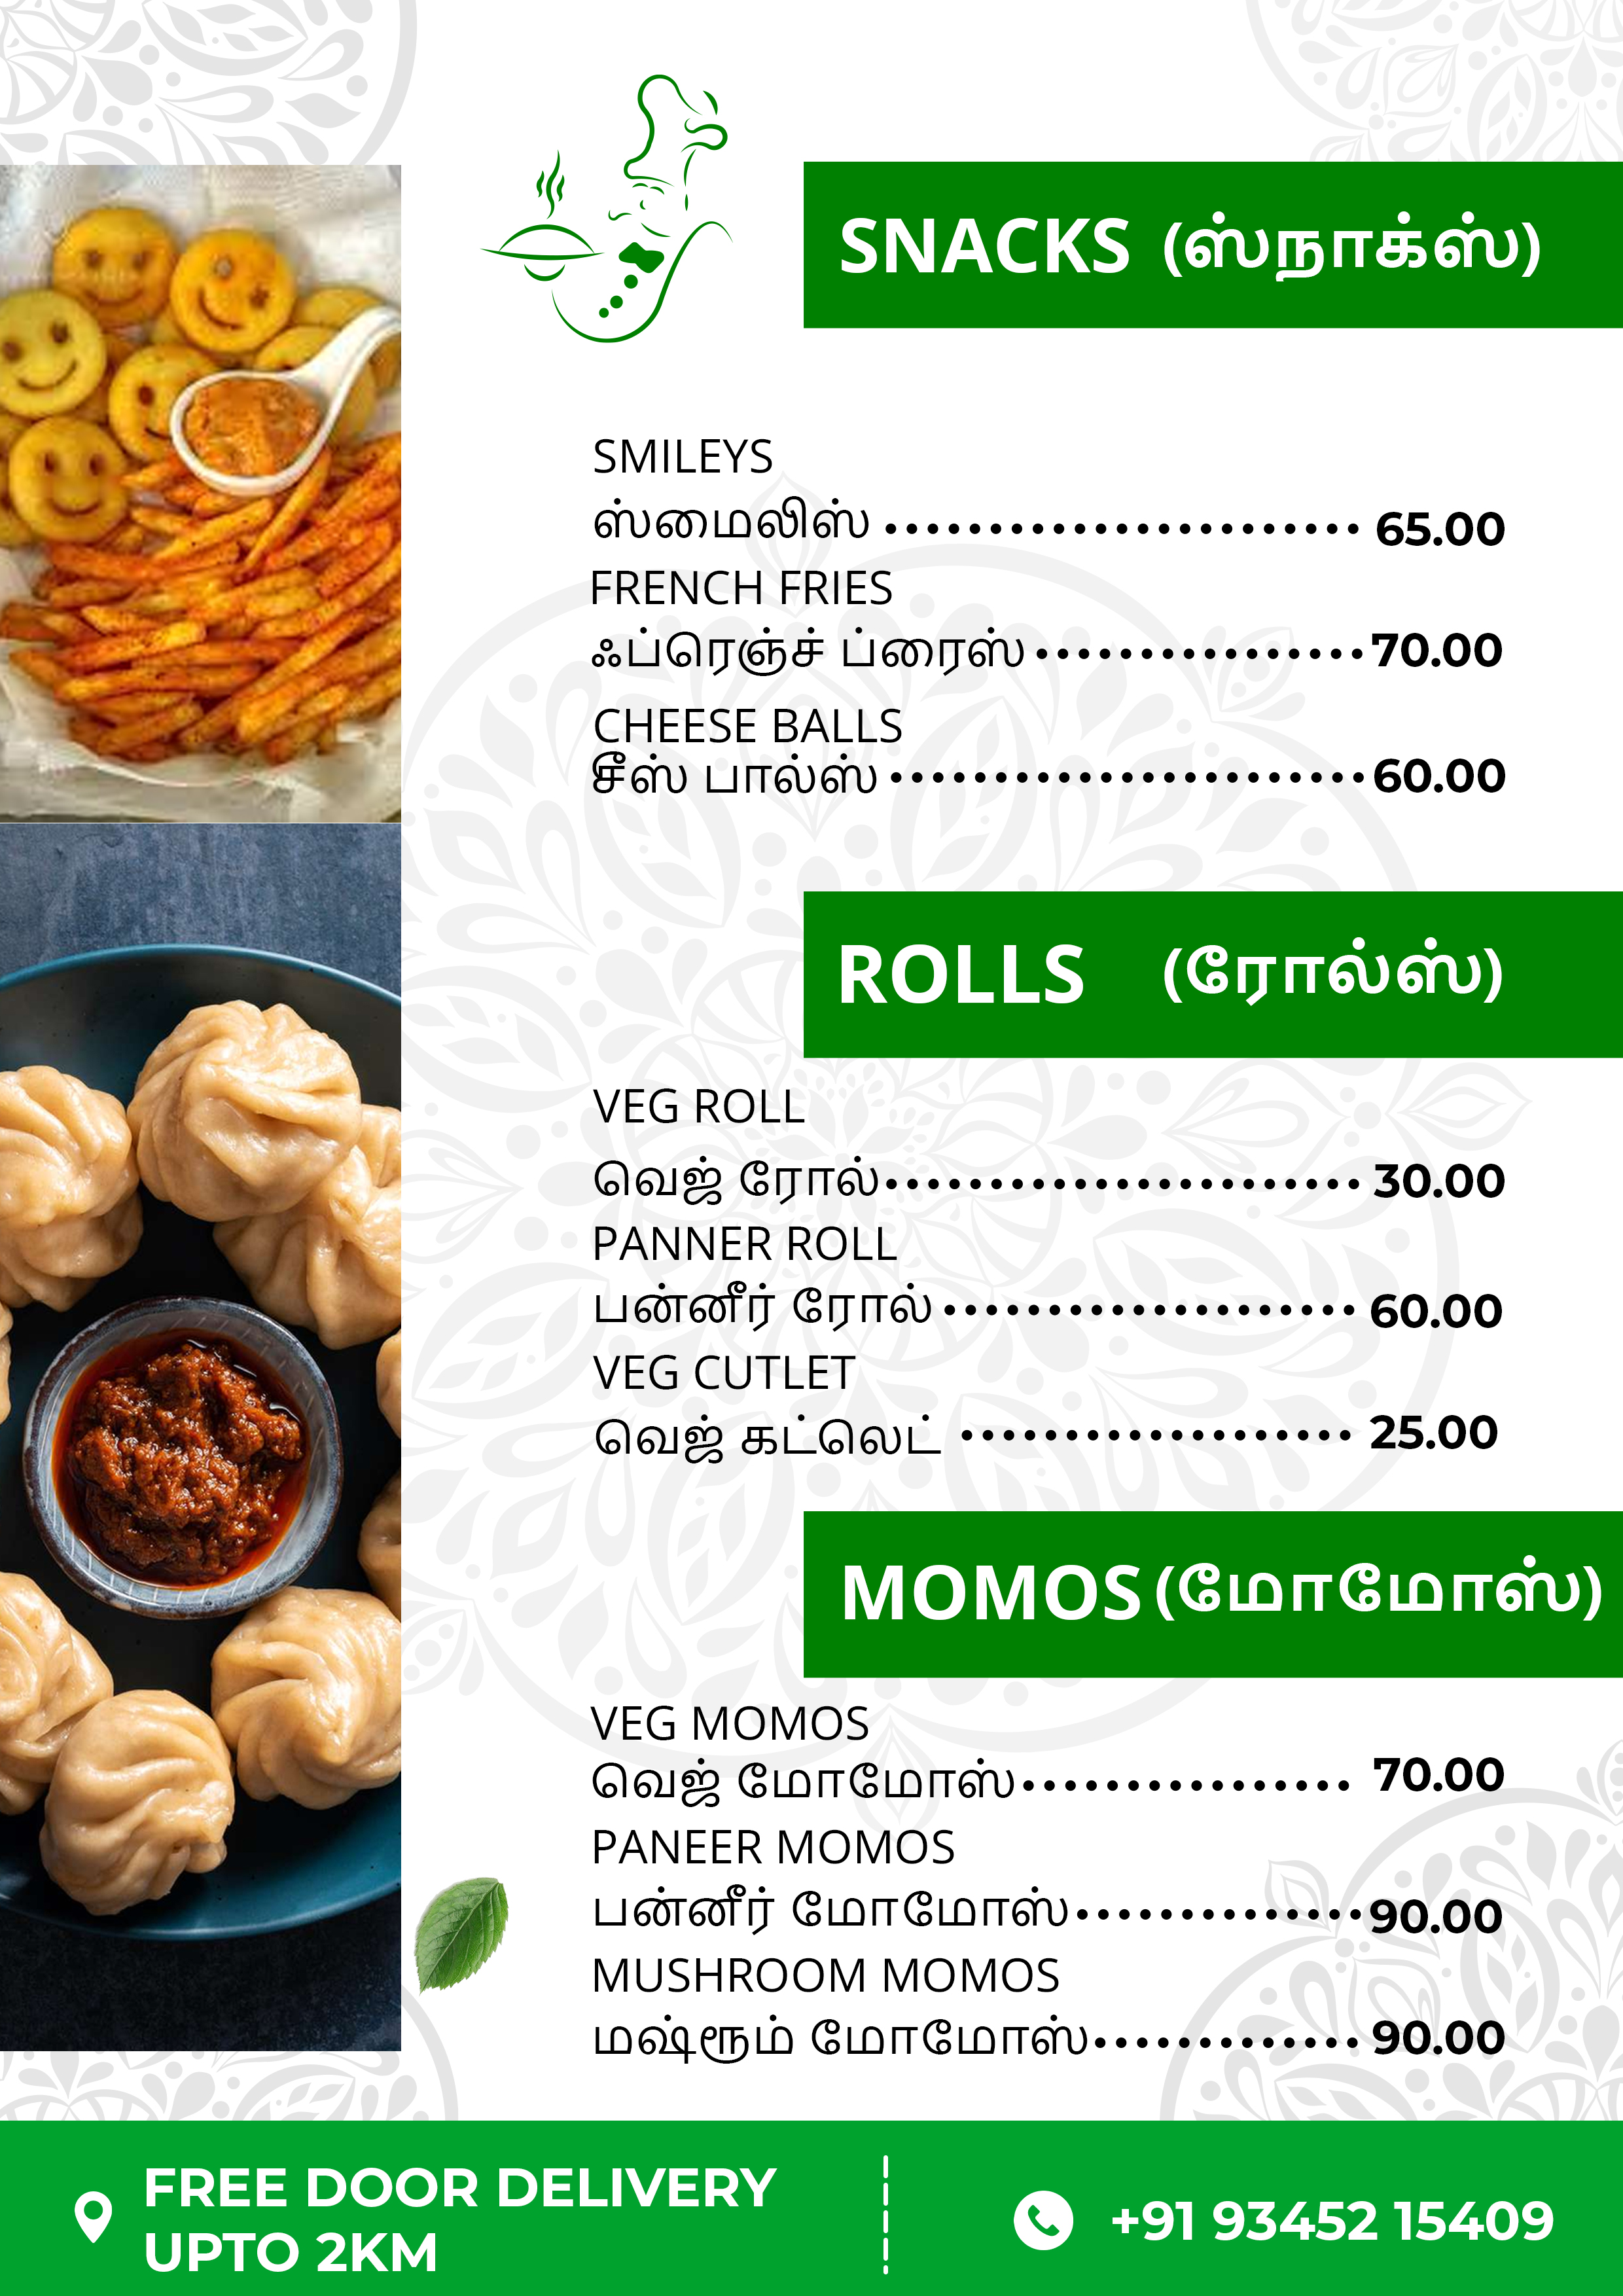 SNACKS (ஸ்நாக்ஸ்)
SMILEYS
ஸ்மைலிஸ் ....................... 65.00
FRENCH FRIES
ஃப்ரெஞ்ச் ப்ரைஸ் ................ 70.00
CHEESE BALLS
சீஸ் பால்ஸ் ....................... 60.00
ROLLS (ரோல்ஸ்)
VEG ROLL
வெஜ் ரோல் ....................... 30.00
PANNER ROLL
பன்னீர் ரோல் .................... 60.00
VEG CUTLET
வெஜ் கட்லெட் ................... 25.00
MOMOS (மோமோஸ்)
VEG MOMOS
வெஜ் மோமோஸ் ................ 70.00
PANEER MOMOS
பன்னீர் மோமோஸ் .............. 90.00
MUSHROOM MOMOS
மஷ்ரூம் மோமோஸ் ............. 90.00
FREE DOOR DELIVERY
UPTO 2KM
+91 93452 15409